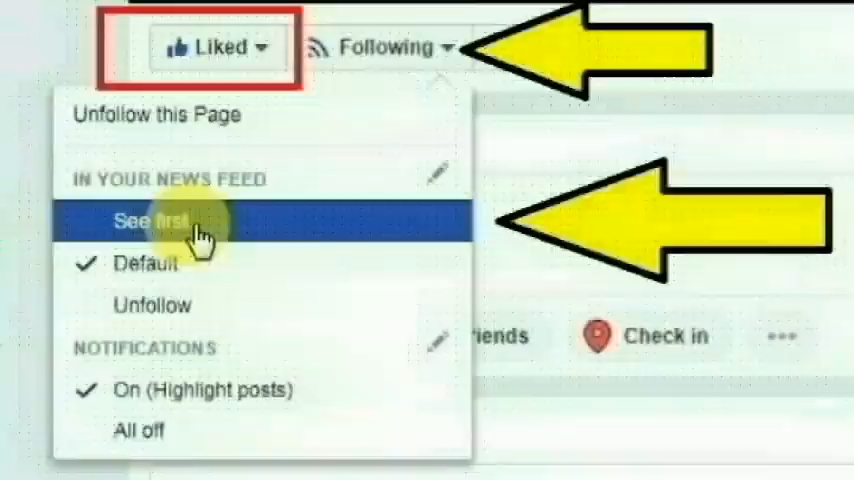 Liked
Following
Unfollow this Page
IN YOUR NEWS FEED
See first
Default
Unfollow
riends
Check in
NOTIFICATIONS
On (Highlight posts)
All off